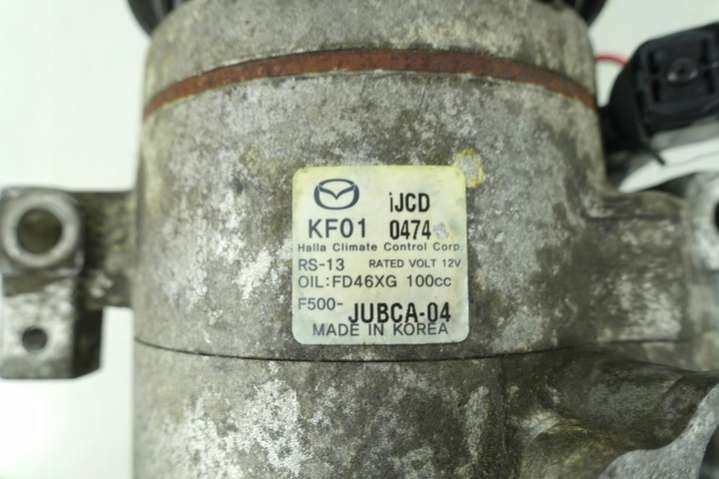 iJCD
KF01 0474
Halla Climate Control Corp.
RS-13 RATED VOLT 12V
OIL:FD46XG 100cc
F500-JUBCA-04
MADE IN KOREA